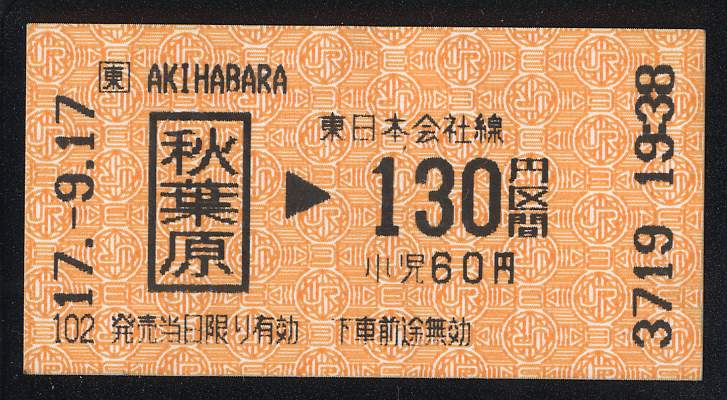 東 AKIHABARA
17.-9.17
秋葉原
東日本会社線
▶ 130円区間
小児60円
3719 19-38
102 発売当日限り有効 下車前途無効